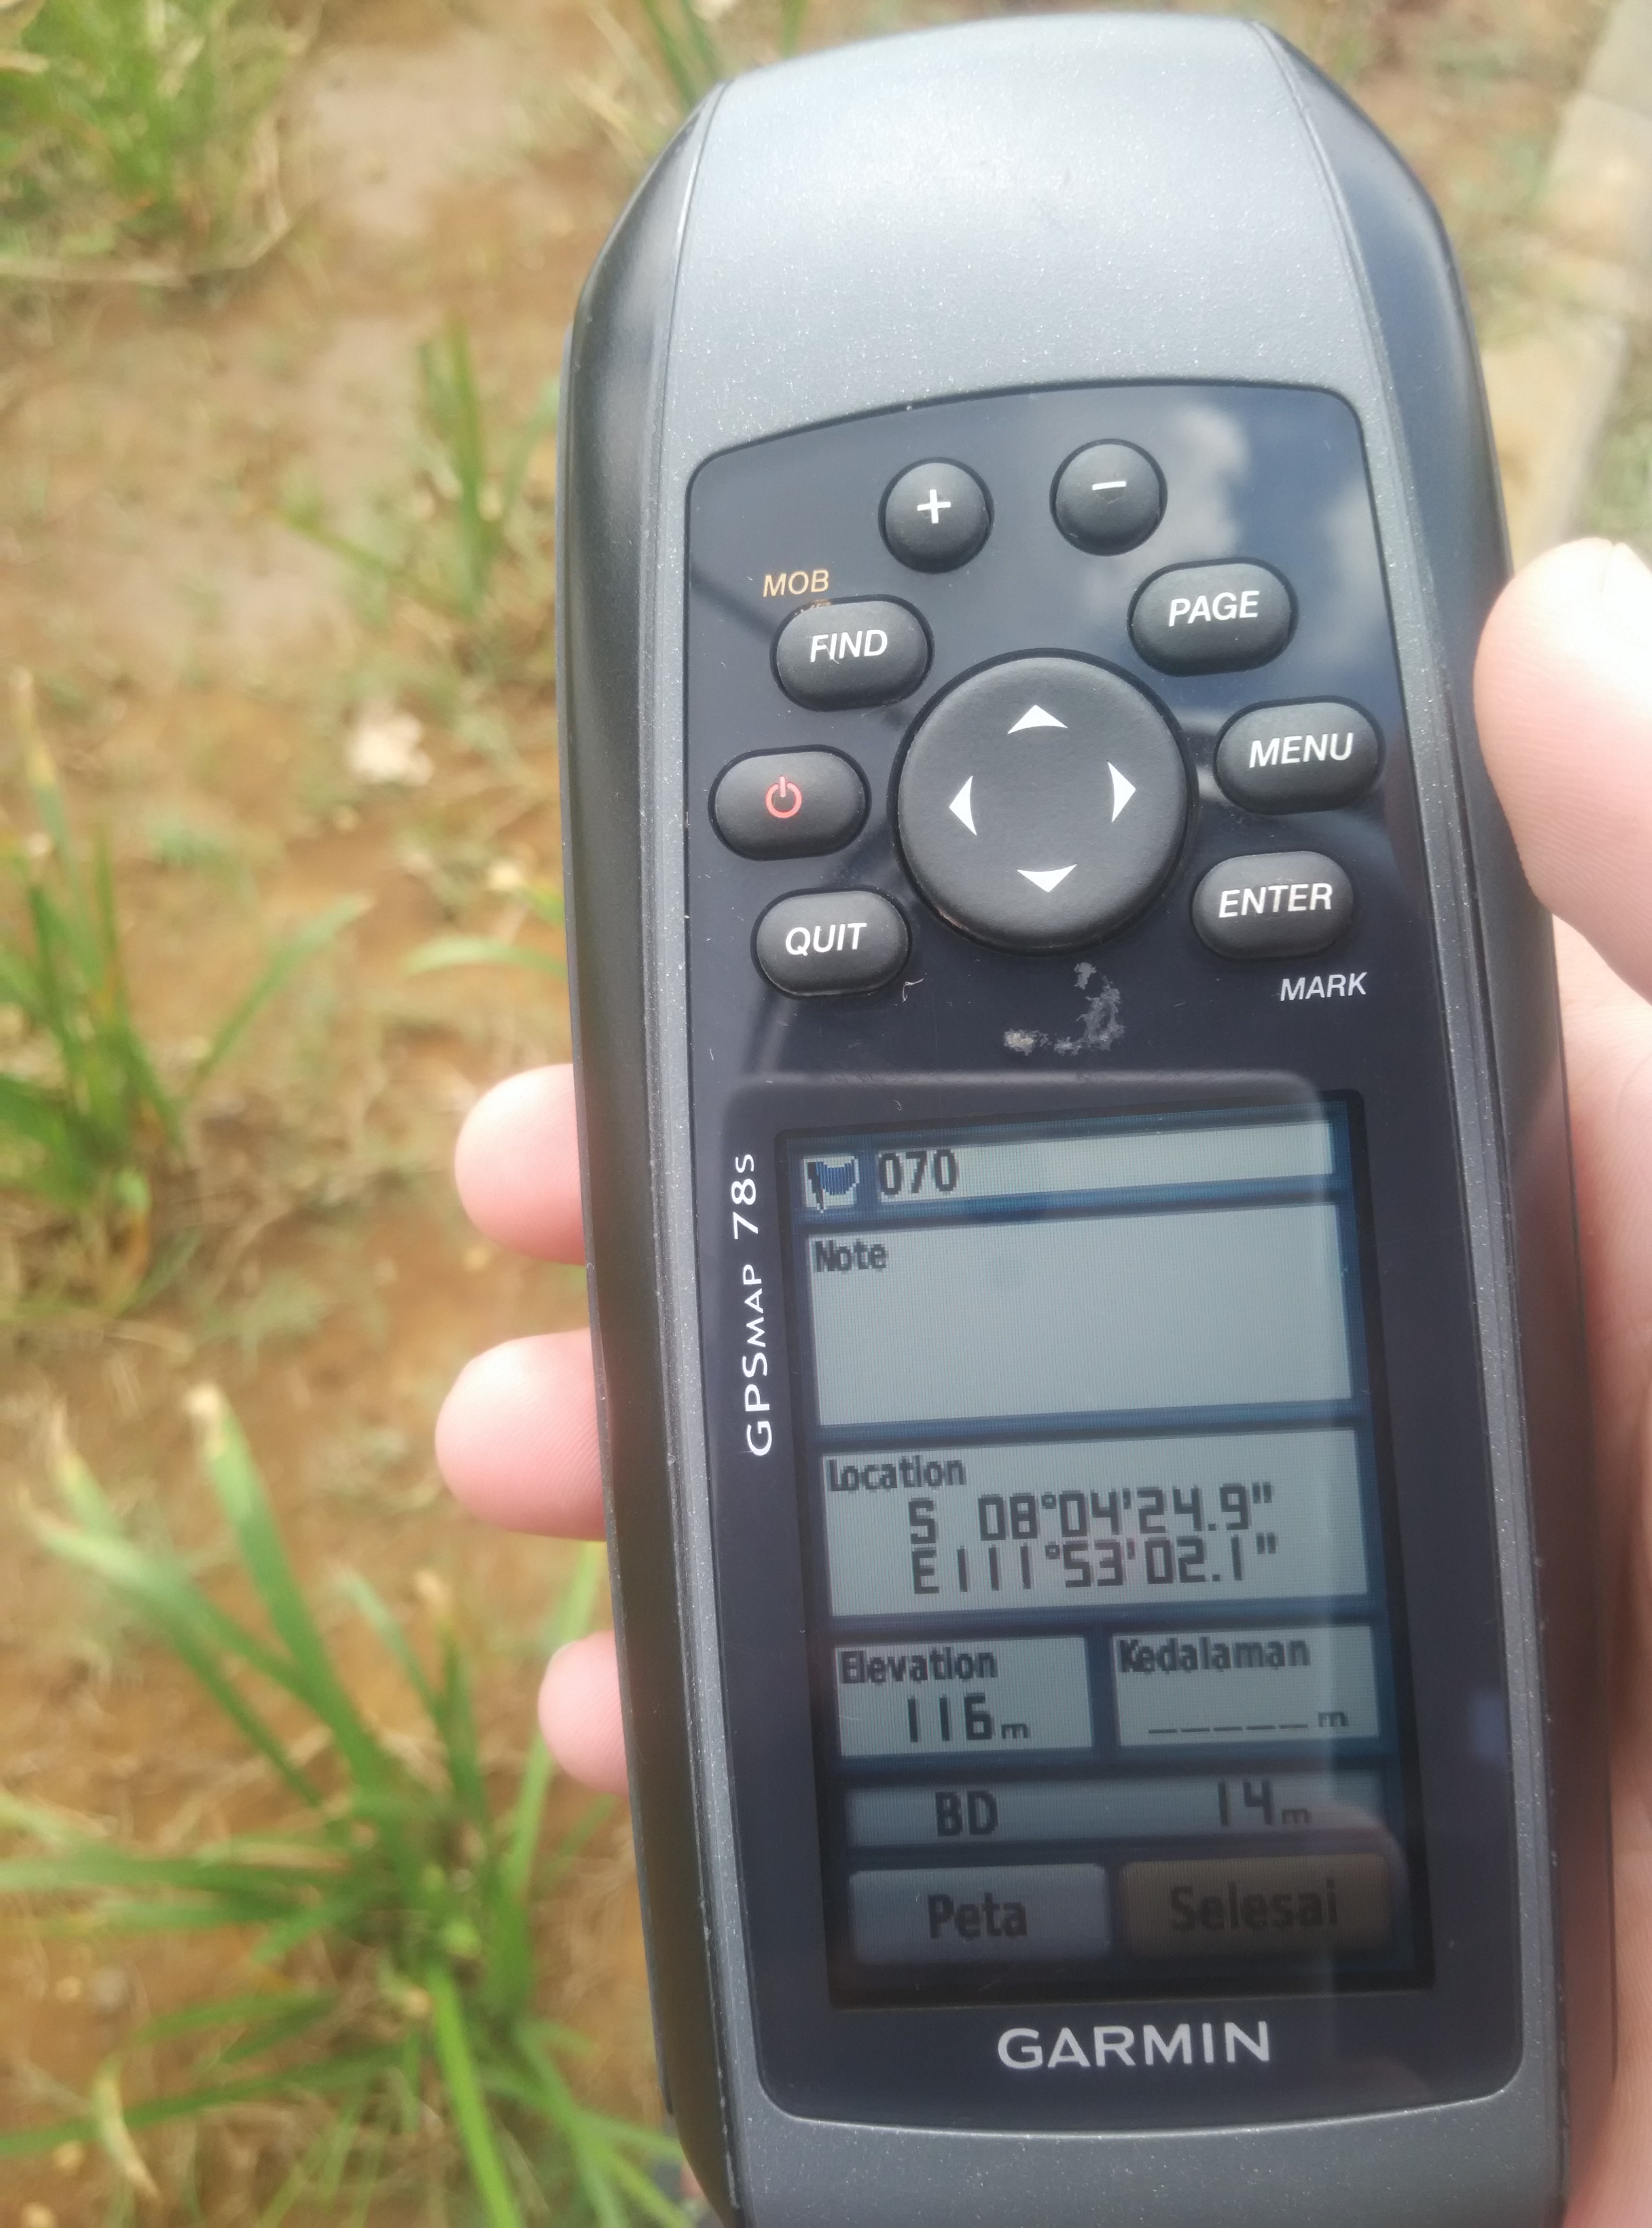 + −
MOB
FIND PAGE
MENU
QUIT ENTER
MARK
GPSMAP 78s
070
Note
Location
S 08°04'24.9"
E111°53'02.1"
Elevation Kedalaman
116m _____m
BD 14m
Peta Selesai
GARMIN